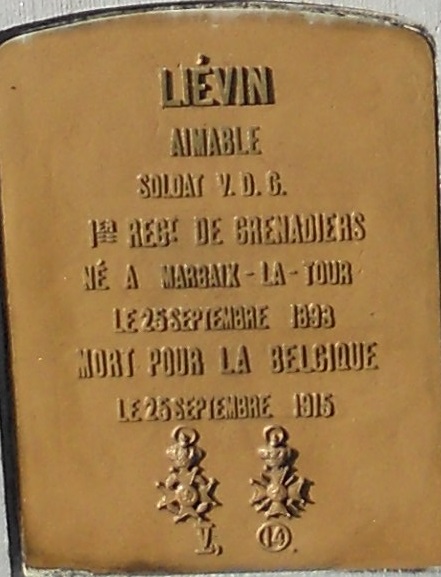 LIÉVIN
AIMABLE
SOLDAT V. D. G.
1ER REGT DE GRENADIERS
NÉ A MARBAIX-LA-TOUR
LE 25 SEPTEMBRE 1893
MORT POUR LA BELGIQUE
LE 25 SEPTEMBRE 1915
V, 14.